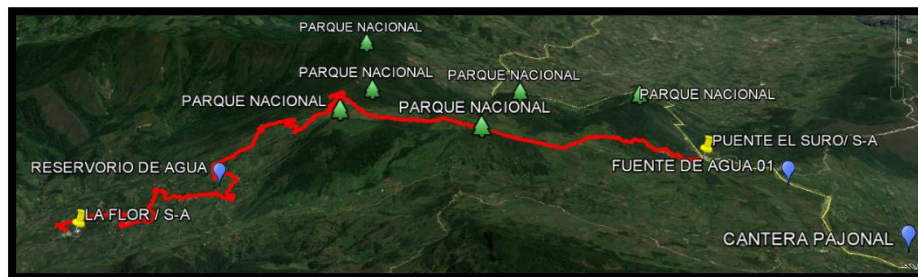 PARQUE NACIONAL
PARQUE NACIONAL
PARQUE NACIONAL
PARQUE NACIONAL
PARQUE NACIONAL
PARQUE NACIONAL
PUENTE EL SURO/ S-A
RESERVORIO DE AGUA
FUENTE DE AGUA 01
LA FLOR / S-A
CANTERA PAJONAL